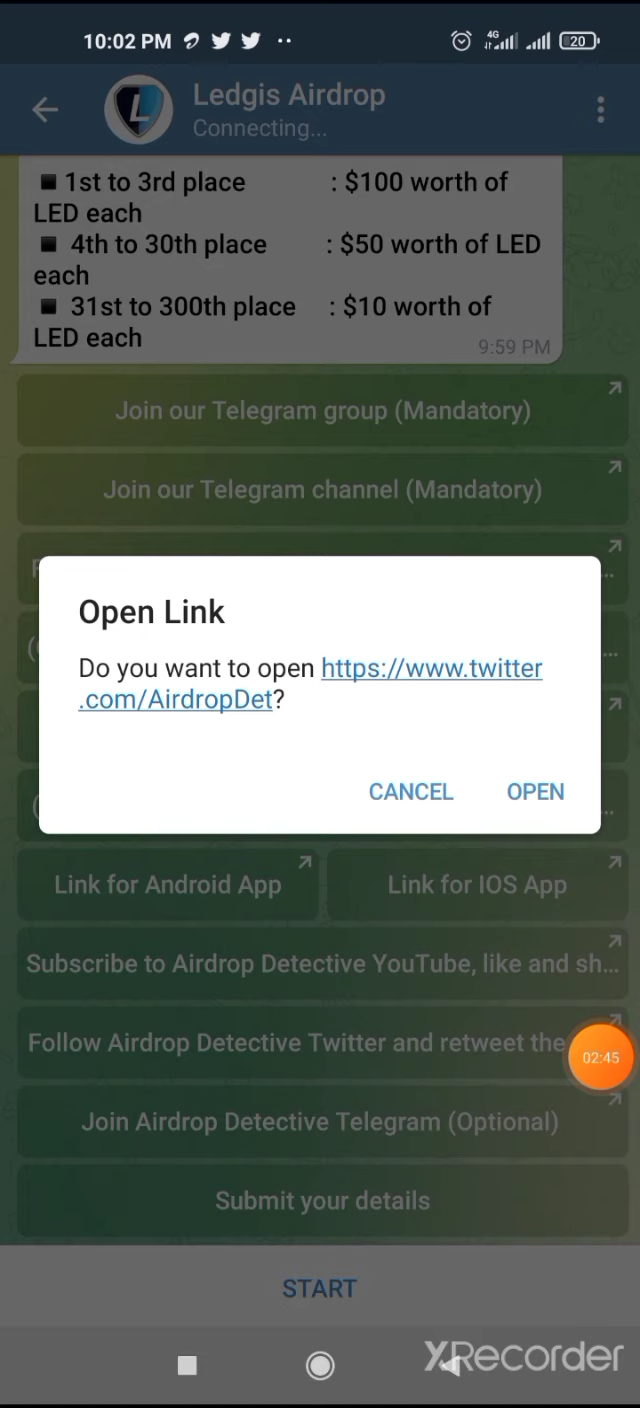 10:02 PM
4G
20
Ledgis Airdrop
Connecting...
1st to 3rd place : $100 worth of
LED each
4th to 30th place : $50 worth of LED
each
31st to 300th place : $10 worth of
LED each
9:59 PM
Join our Telegram group (Mandatory)
Join our Telegram channel (Mandatory)
Open Link
Do you want to open https://www.twitter
.com/AirdropDet?
CANCEL OPEN
Link for Android App
Link for IOS App
Subscribe to Airdrop Detective YouTube, like and sh...
Follow Airdrop Detective Twitter and retweet the
02:45
Join Airdrop Detective Telegram (Optional)
Submit your details
START
XRecorder